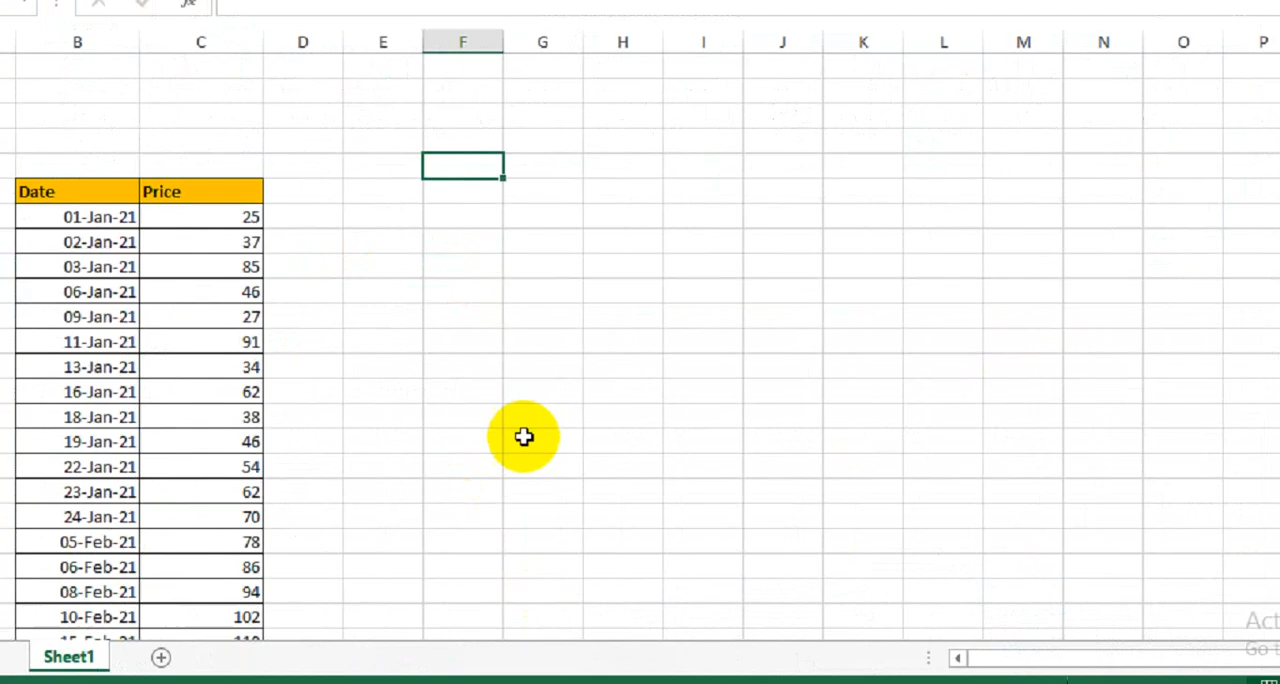 fx
B C D E F G H I J K L M N O P
Date Price
01-Jan-21 25
02-Jan-21 37
03-Jan-21 85
06-Jan-21 46
09-Jan-21 27
11-Jan-21 91
13-Jan-21 34
16-Jan-21 62
18-Jan-21 38
19-Jan-21 46
22-Jan-21 54
23-Jan-21 62
24-Jan-21 70
05-Feb-21 78
06-Feb-21 86
08-Feb-21 94
10-Feb-21 102
Act
Go t
Sheet1